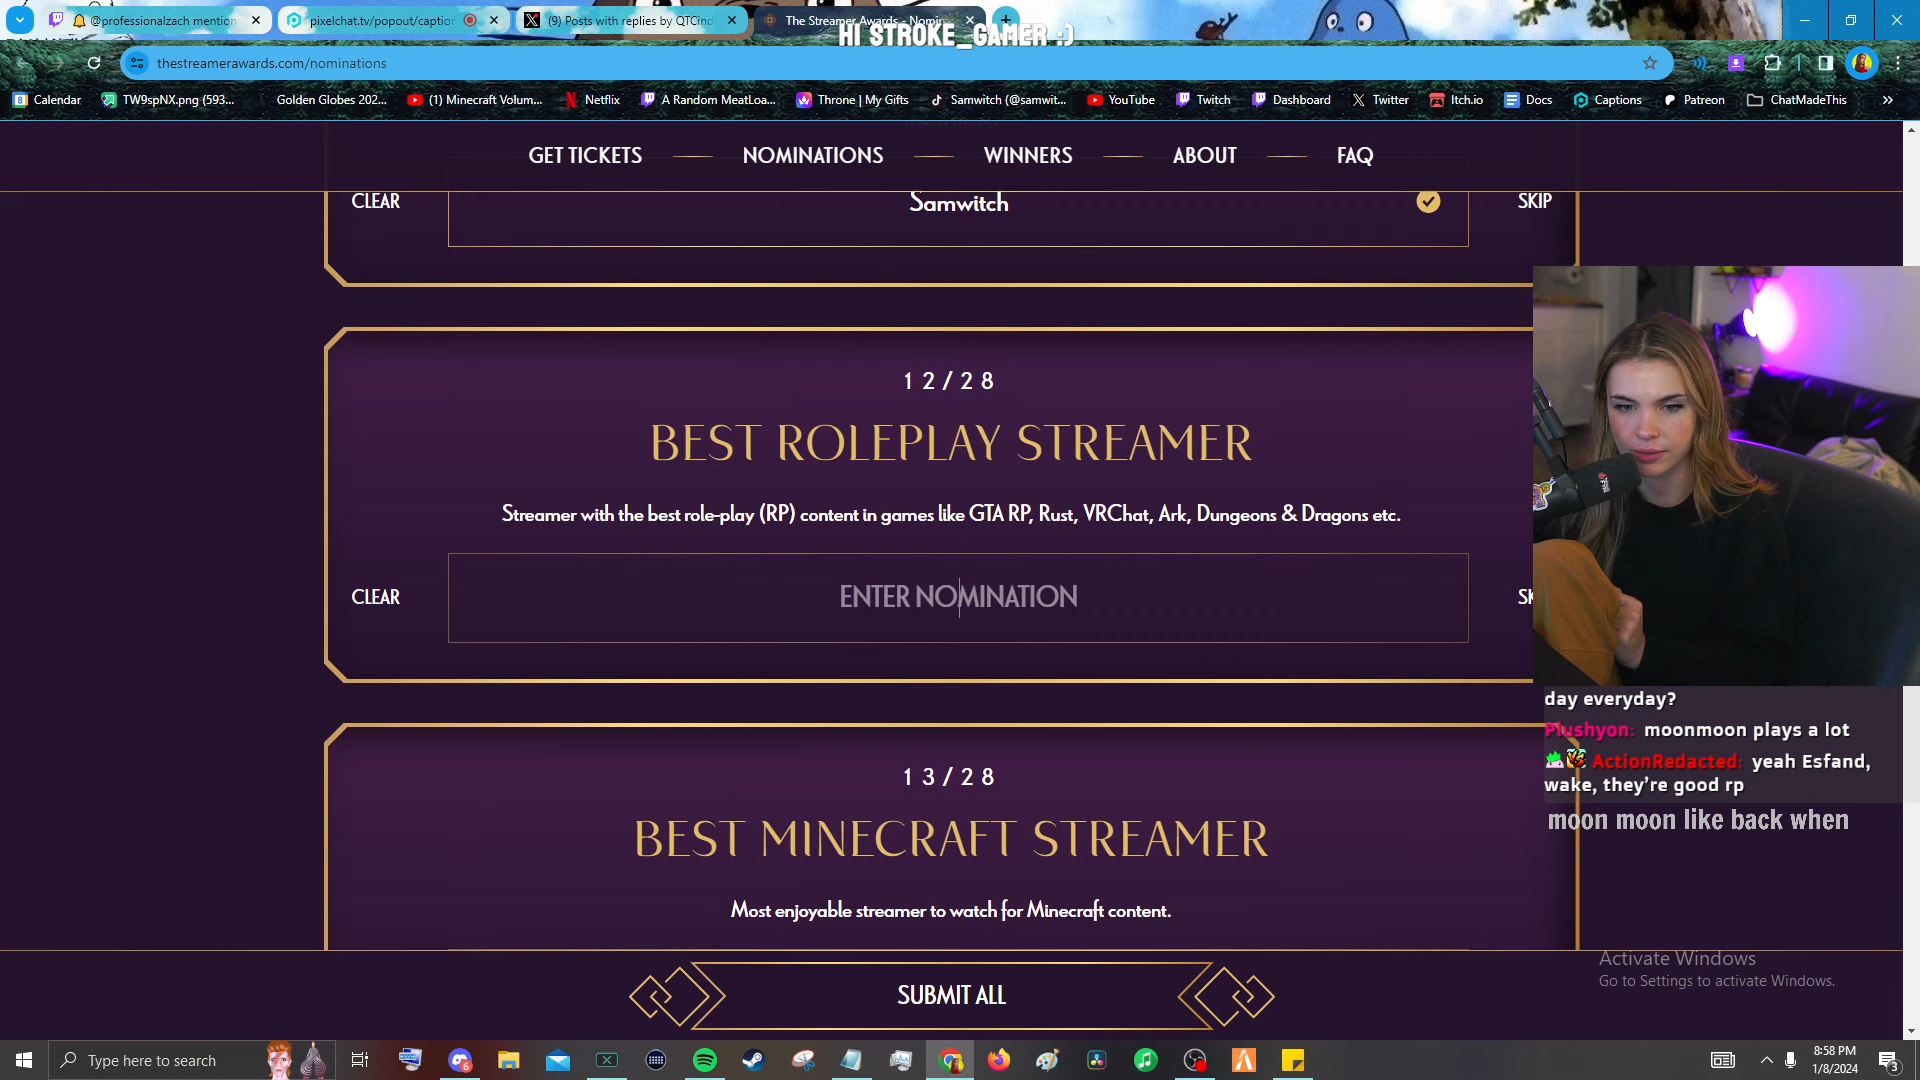 @professionalzach mention
pixelchat.tv/popout/caption
(9) Posts with replies by QTCind
The Streamer Awards - Nomin
HI STROKE_GAMER :)
thestreamerawards.com/nominations
Calendar
TW9spNX.png (593...
Golden Globes 202...
(1) Minecraft Volum...
Netflix
A Random MeatLoa...
Throne | My Gifts
Samwitch (@samwit...
YouTube
Twitch
Dashboard
Twitter
Itch.io
Docs
Captions
Patreon
ChatMadeThis
GET TICKETS
NOMINATIONS
WINNERS
ABOUT
FAQ
CLEAR
Samwitch
SKIP
12/28
BEST ROLEPLAY STREAMER
Streamer with the best role-play (RP) content in games like GTA RP, Rust, VRChat, Ark, Dungeons & Dragons etc.
CLEAR
ENTER NOMINATION
SK
day everyday?
Plushyon: moonmoon plays a lot
ActionRedacted: yeah Esfand,
wake, they're good rp
moon moon like back when
13/28
BEST MINECRAFT STREAMER
Most enjoyable streamer to watch for Minecraft content.
Activate Windows
Go to Settings to activate Windows.
SUBMIT ALL
Type here to search
8:58 PM
1/8/2024